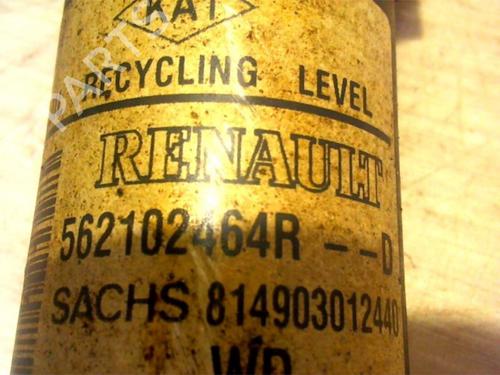 KAT
RECYCLING LEVEL
RENAULT
562102464R --D
SACHS 814903012440